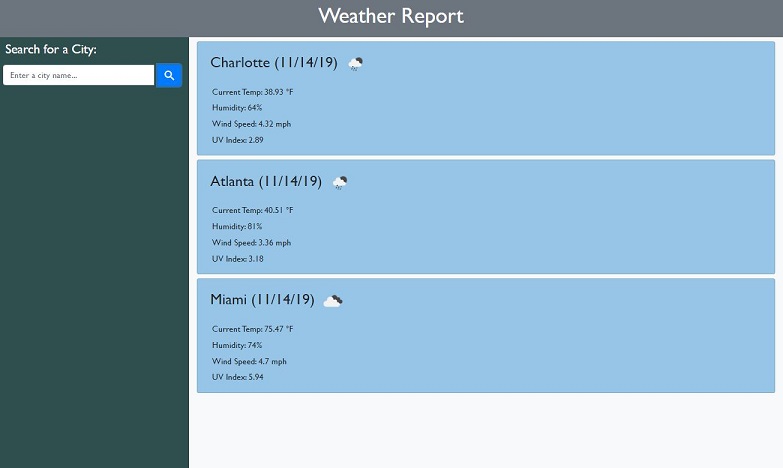 Weather Report
Search for a City:
Enter a city name...
Charlotte (11/14/19)
Current Temp: 38.93 °F
Humidity: 64%
Wind Speed: 4.32 mph
UV Index: 2.89
Atlanta (11/14/19)
Current Temp: 40.51 °F
Humidity: 81%
Wind Speed: 3.36 mph
UV Index: 3.18
Miami (11/14/19)
Current Temp: 75.47 °F
Humidity: 74%
Wind Speed: 4.7 mph
UV Index: 5.94